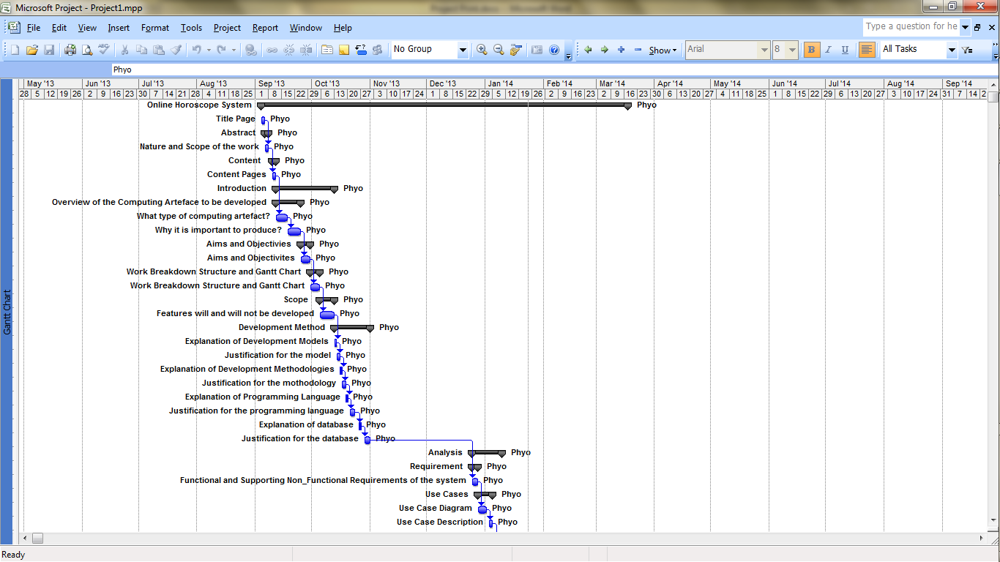 Microsoft Project - Project1.mpp
File Edit View Insert Format Tools Project Report Window Help
Type a question for he
No Group Show Arial 8 B I U All Tasks
Phyo
May '13 Jun '13 Jul '13 Aug '13 Sep '13 Oct '13 Nov '13 Dec '13 Jan '14 Feb '14 Mar '14 Apr '14 May '14 Jun '14 Jul '14 Aug '14 Sep '14
28 5 12 19 26 2 9 16 23 30 7 14 21 28 4 11 18 25 1 8 15 22 29 6 13 20 27 3 10 17 24 1 8 15 22 29 5 12 19 26 2 9 16 23 2 9 16 23 30 6 13 20 27 4 11 18 25 1 8 15 22 29 6 13 20 27 3 10 17 24 31 7 14 2
Online Horoscope System Phyo
Title Page Phyo
Abstract Phyo
Nature and Scope of the work Phyo
Content Phyo
Content Pages Phyo
Introduction Phyo
Overview of the Computing Arteface to be developed Phyo
What type of computing artefact? Phyo
Why it is important to produce? Phyo
Aims and Objectivies Phyo
Aims and Objectivites Phyo
Work Breakdown Structure and Gantt Chart Phyo
Work Breakdown Structure and Gantt Chart Phyo
Scope Phyo
Features will and will not be developed Phyo
Development Method Phyo
Explanation of Development Models Phyo
Justification for the model Phyo
Explanation of Development Methodologies Phyo
Justification for the mothodology Phyo
Explanation of Programming Language Phyo
Justification for the programming language Phyo
Explanation of database Phyo
Justification for the database Phyo
Analysis Phyo
Requirement Phyo
Functional and Supporting Non_Functional Requirements of the system Phyo
Use Cases Phyo
Use Case Diagram Phyo
Use Case Description Phyo
Gantt Chart
Ready